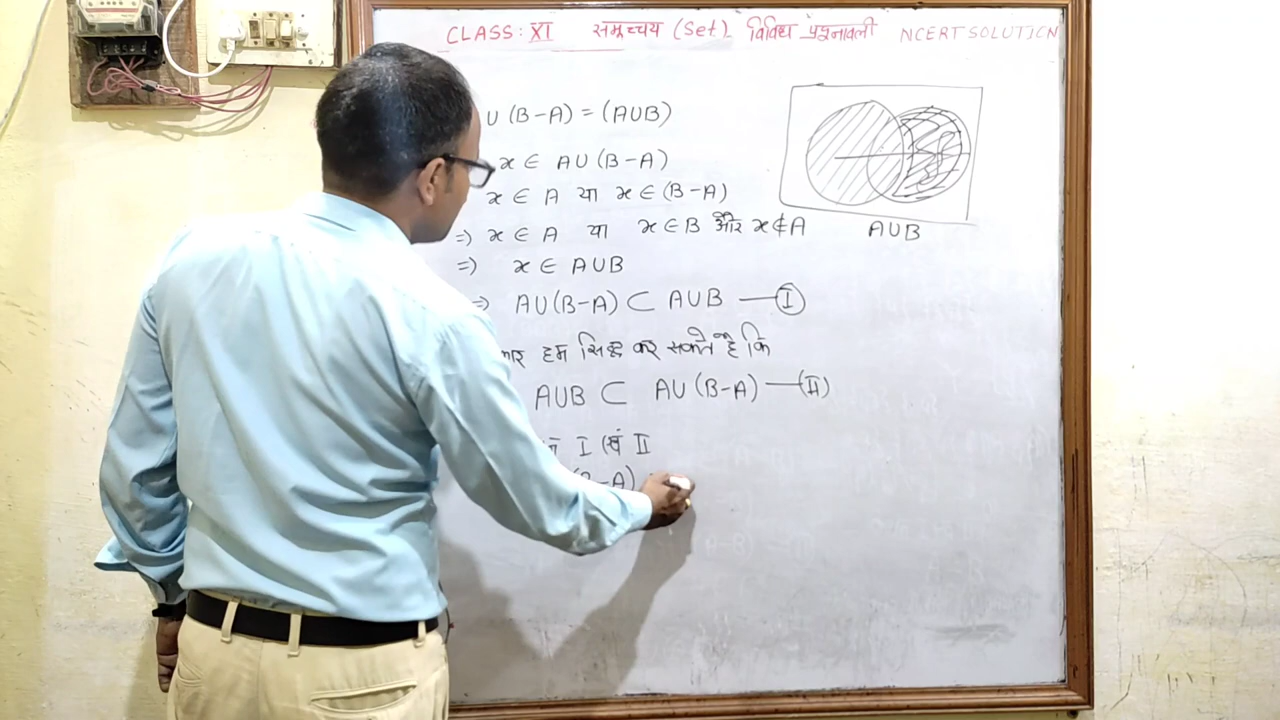 CLASS: XI समुच्चय (Set) विविध प्रश्नावली NCERT SOLUTION
U (B-A) = (AUB)
x ∈ AU (B-A)
x ∈ A या x ∈ (B-A)
=) x ∈ A या x ∈ B और x ∉ A
=) x ∈ AUB
=) AU(B-A) ⊂ AUB —(I)
हम सिद्ध कर सकते है कि
AUB ⊂ AU (B-A) —(II)
I एवं II
(B-A)
AUB